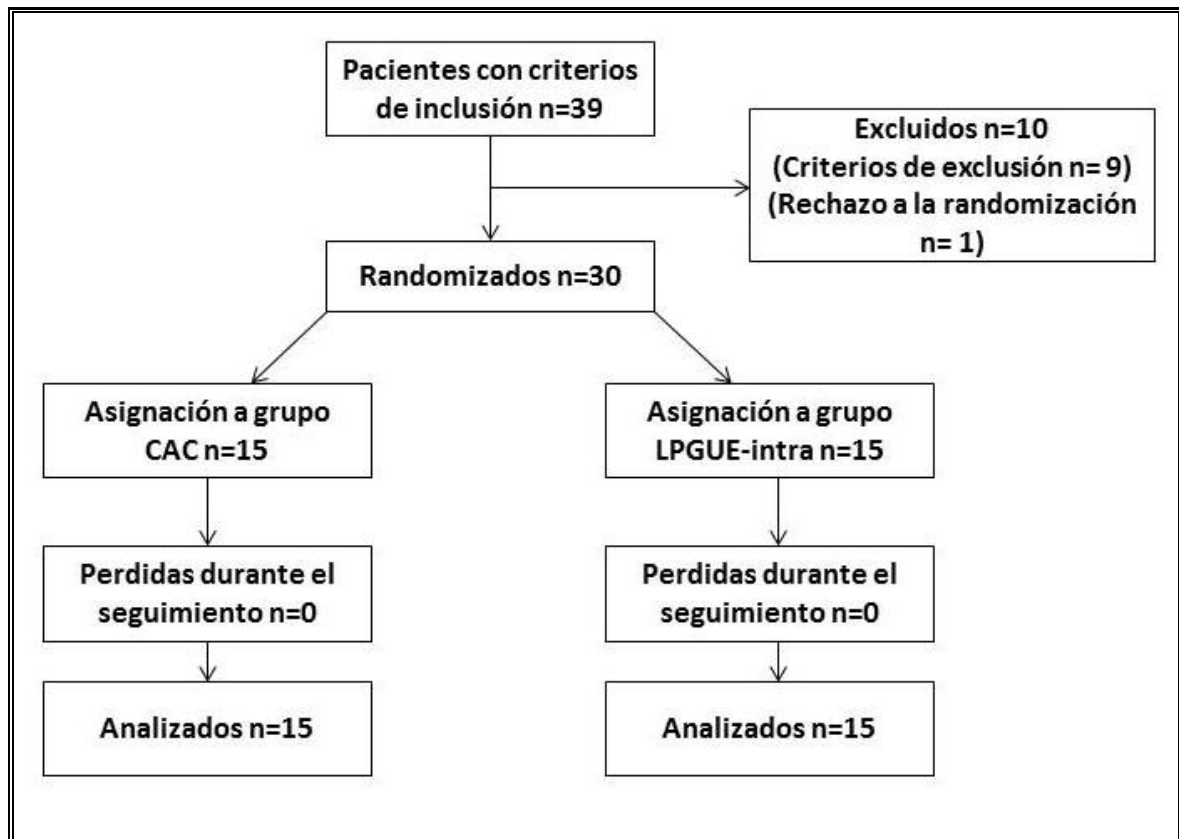 Pacientes con criterios
de inclusión n=39
Excluidos n=10
(Criterios de exclusión n= 9)
(Rechazo a la randomización
n= 1)
Randomizados n=30
Asignación a grupo
CAC n=15
Asignación a grupo
LPGUE-intra n=15
Perdidas durante el
seguimiento n=0
Perdidas durante el
seguimiento n=0
Analizados n=15
Analizados n=15